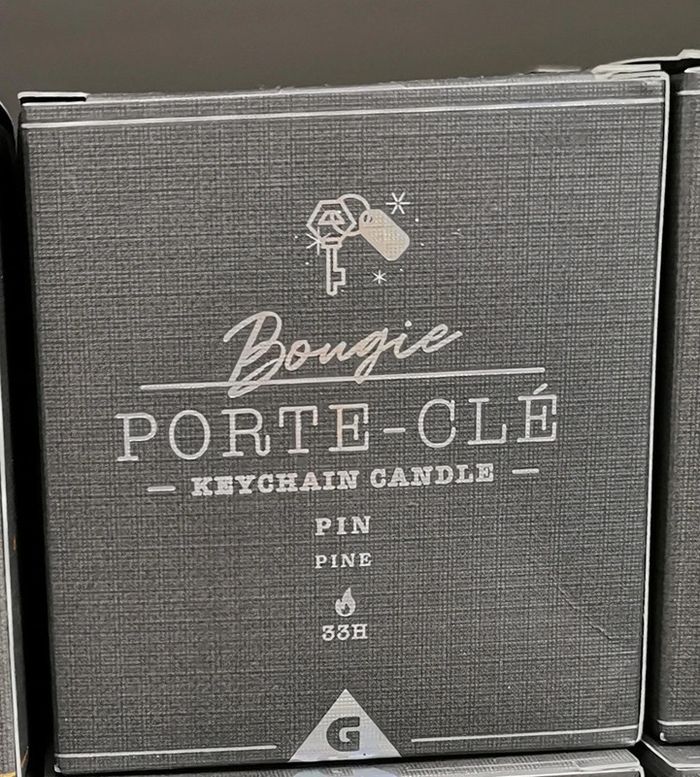 Bougie
PORTE-CLÉ
— KEYCHAIN CANDLE —
PIN
PINE
33H
G